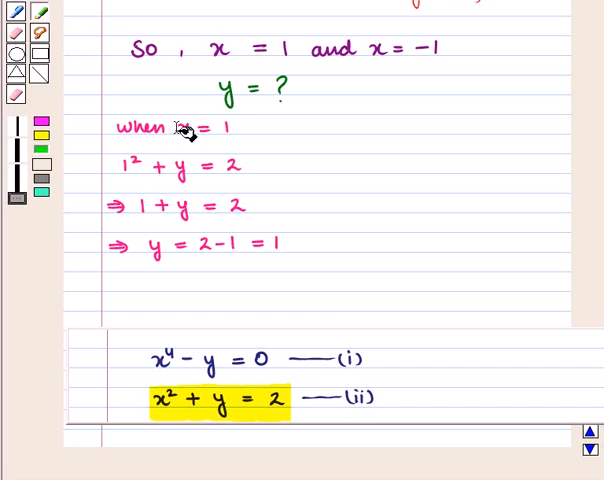 So, x = 1 and x = -1
y = ?
when x = 1
1² + y = 2
⇒ 1 + y = 2
⇒ y = 2 - 1 = 1
x⁴ - y = 0 —— (i)
x² + y = 2 —— (ii)